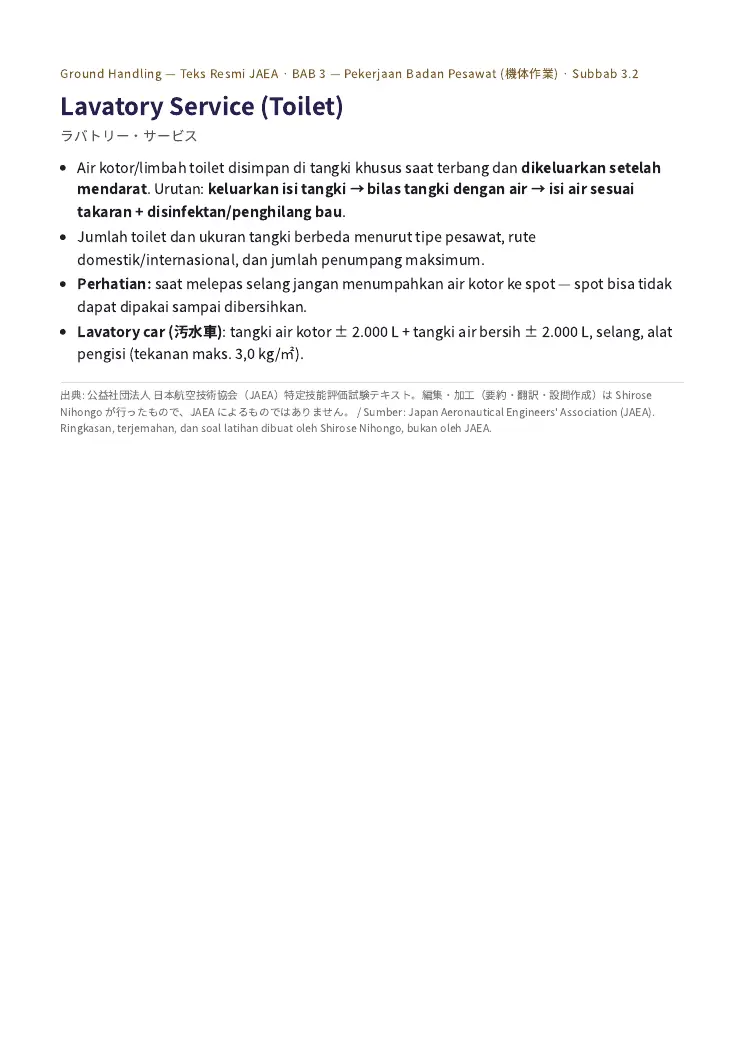 Ground Handling — Teks Resmi JAEA · BAB 3 — Pekerjaan Badan Pesawat (機体作業) · Subbab 3.2
Lavatory Service (Toilet)
ラバトリー・サービス
• Air kotor/limbah toilet disimpan di tangki khusus saat terbang dan dikeluarkan setelah
mendarat. Urutan: keluarkan isi tangki → bilas tangki dengan air → isi air sesuai
takaran + disinfektan/penghilang bau.
• Jumlah toilet dan ukuran tangki berbeda menurut tipe pesawat, rute
domestik/internasional, dan jumlah penumpang maksimum.
• Perhatian: saat melepas selang jangan menumpahkan air kotor ke spot — spot bisa tidak
dapat dipakai sampai dibersihkan.
• Lavatory car (汚水車): tangki air kotor ± 2.000 L + tangki air bersih ± 2.000 L, selang, alat
pengisi (tekanan maks. 3,0 kg/㎡).
出典: 公益社団法人 日本航空技術協会（JAEA）特定技能評価試験テキスト。編集・加工（要約・翻訳・設問作成）は Shirose
Nihongo が行ったもので、JAEA によるものではありません。 / Sumber: Japan Aeronautical Engineers' Association (JAEA).
Ringkasan, terjemahan, dan soal latihan dibuat oleh Shirose Nihongo, bukan oleh JAEA.